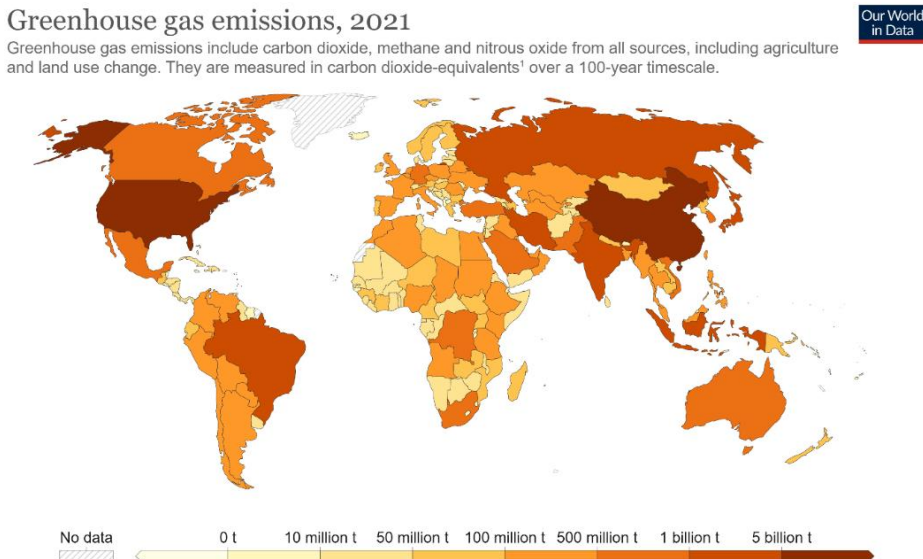 Greenhouse gas emissions, 2021
Our World
in Data
Greenhouse gas emissions include carbon dioxide, methane and nitrous oxide from all sources, including agriculture
and land use change. They are measured in carbon dioxide-equivalents¹ over a 100-year timescale.
No data 0 t 10 million t 50 million t 100 million t 500 million t 1 billion t 5 billion t